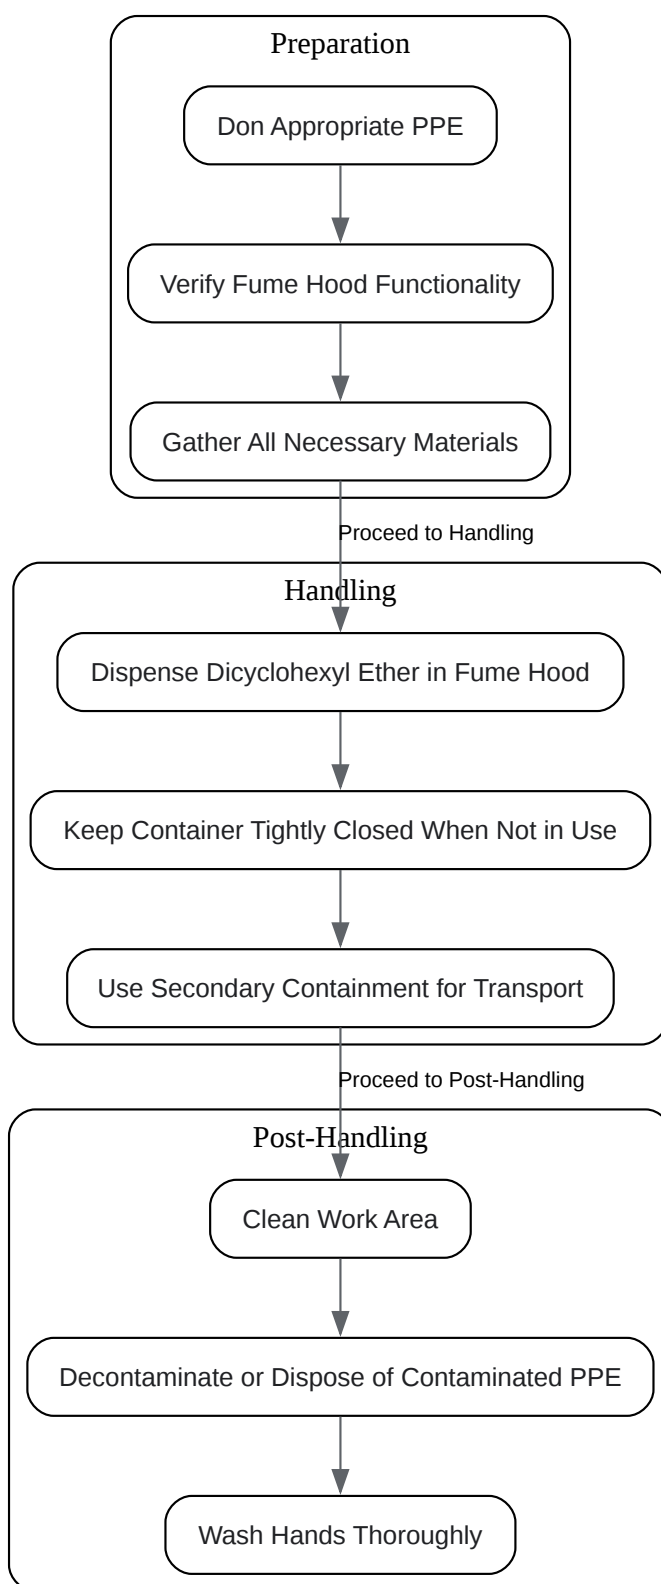 Preparation
Don Appropriate PPE
Verify Fume Hood Functionality
Gather All Necessary Materials
Proceed to Handling
Handling
Dispense Dicyclohexyl Ether in Fume Hood
Keep Container Tightly Closed When Not in Use
Use Secondary Containment for Transport
Proceed to Post-Handling
Post-Handling
Clean Work Area
Decontaminate or Dispose of Contaminated PPE
Wash Hands Thoroughly